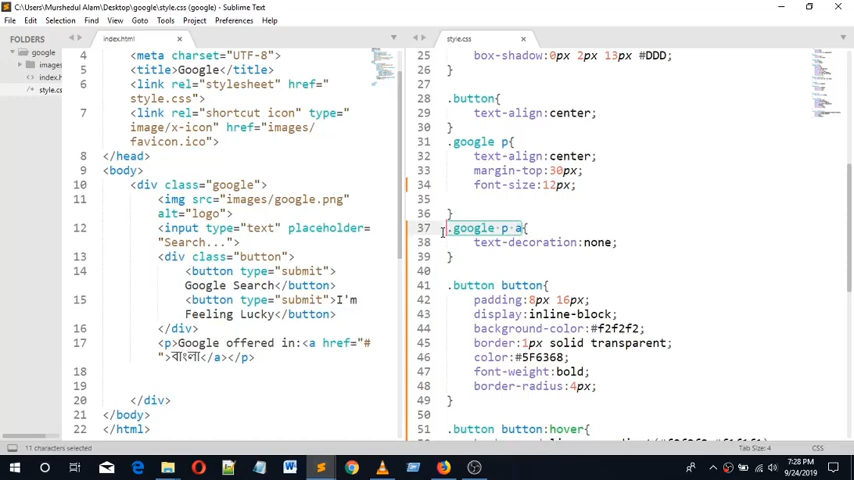 C:\Users\Murshedul Alam\Desktop\google\style.css (google) - Sublime Text
File Edit Selection Find View Goto Tools Project Preferences Help
FOLDERS
google
images
index.h
style.cs
index.html
4 <meta charset="UTF-8">
5 <title>Google</title>
6 <link rel="stylesheet" href="
style.css">
7 <link rel="shortcut icon" type="
image/x-icon" href="images/
favicon.ico">
8 </head>
9 <body>
10 <div class="google">
11 <img src="images/google.png"
alt="logo">
12 <input type="text" placeholder=
"Search...">
13 <div class="button">
14 <button type="submit">
Google Search</button>
15 <button type="submit">I'm
Feeling Lucky</button>
16 </div>
17 <p>Google offered in:<a href="#
">বাংলা</a></p>
18
19
20 </div>
21 </body>
22 </html>
style.css
25 box-shadow:0px 2px 13px #DDD;
26 }
27
28 .button{
29 text-align:center;
30 }
31 .google p{
32 text-align:center;
33 margin-top:30px;
34 font-size:12px;
35
36 }
37 .google p a{
38 text-decoration:none;
39 }
40
41 .button button{
42 padding:8px 16px;
43 display:inline-block;
44 background-color:#f2f2f2;
45 border:1px solid transparent;
46 color:#5F6368;
47 font-weight:bold;
48 border-radius:4px;
49 }
50
51 .button button:hover{
11 characters selected
Tab Size: 4
CSS
7:28 PM
9/24/2019